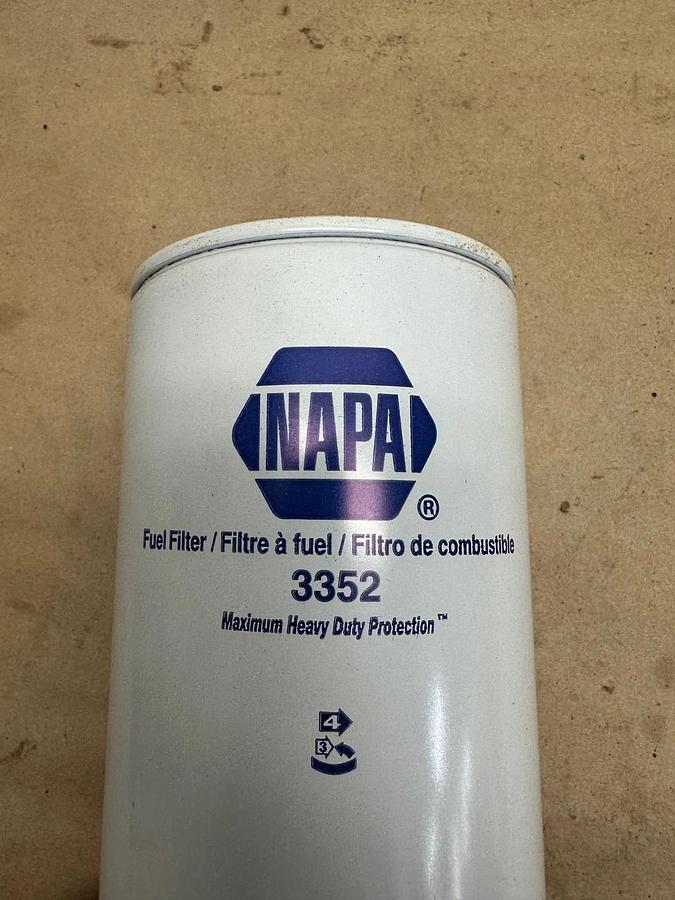 NAPA
®
Fuel Filter / Filtre à fuel / Filtro de combustible
3352
Maximum Heavy Duty Protection™
4
3